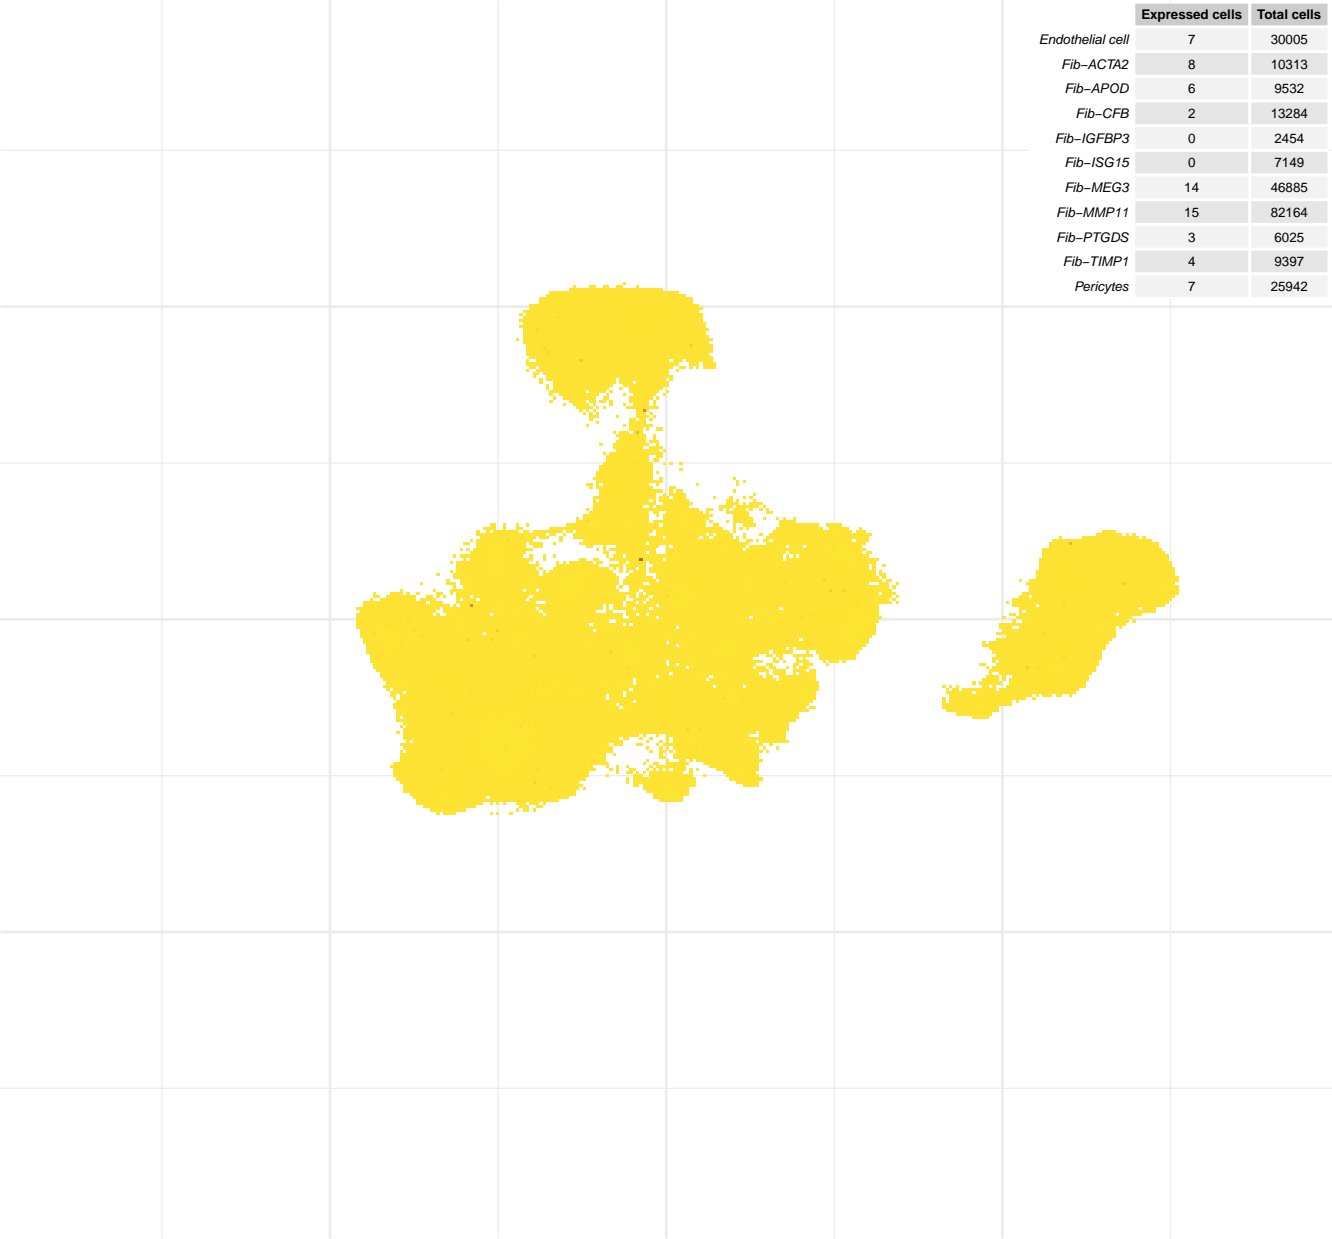 Expressed cells Total cells
Endothelial cell 7 30005
Fib−ACTA2 8 10313
Fib−APOD 6 9532
Fib−CFB 2 13284
Fib−IGFBP3 0 2454
Fib−ISG15 0 7149
Fib−MEG3 14 46885
Fib−MMP11 15 82164
Fib−PTGDS 3 6025
Fib−TIMP1 4 9397
Pericytes 7 25942